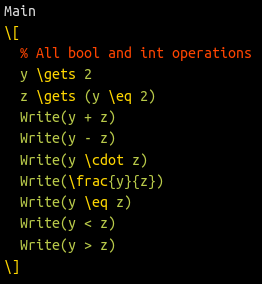 Main
\[
  % All bool and int operations
  y \gets 2
  z \gets (y \eq 2)
  Write(y + z)
  Write(y - z)
  Write(y \cdot z)
  Write(\frac{y}{z})
  Write(y \eq z)
  Write(y < z)
  Write(y > z)
\]